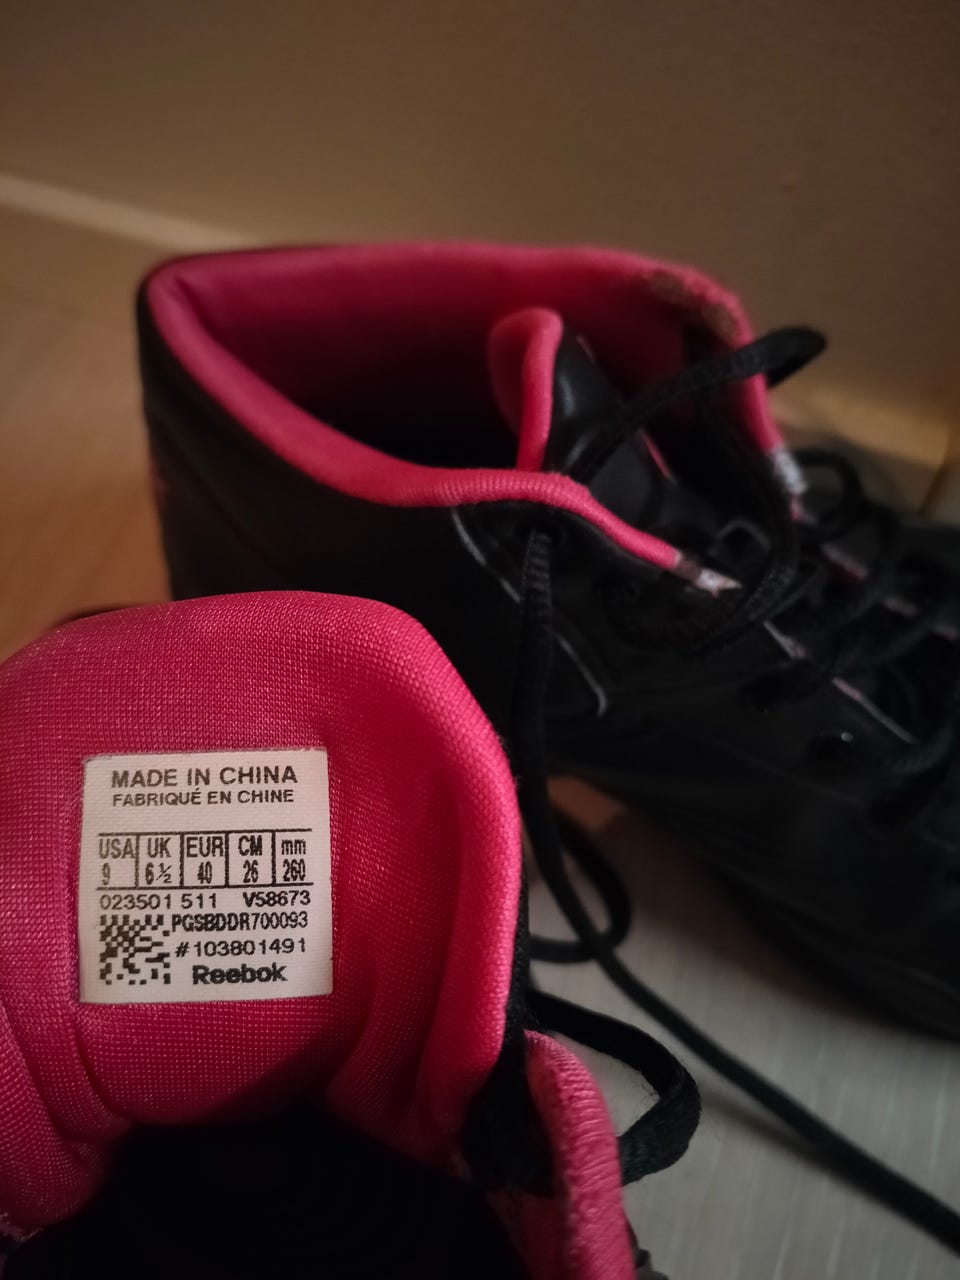 MADE IN CHINA
FABRIQUÉ EN CHINE
USA UK EUR CM mm
9 6½ 40 26 260
023501 511 V58673
PGSBDDR700093
#103801491
Reebok